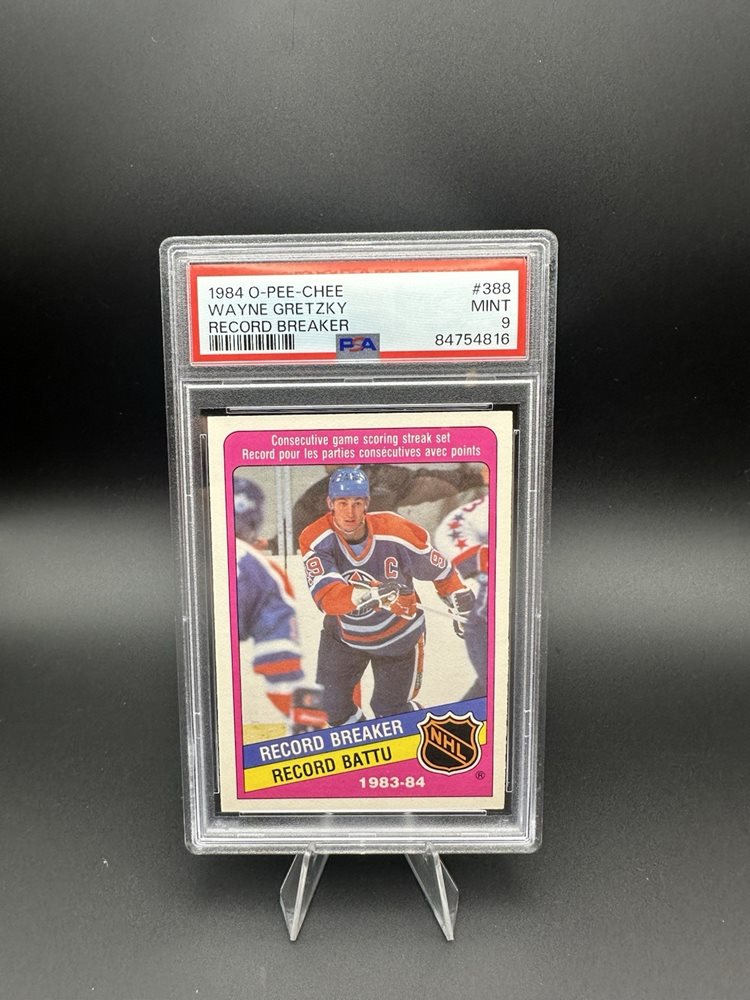 1984 O-PEE-CHEE #388
WAYNE GRETZKY MINT
RECORD BREAKER 9
PSA 84754816
Consecutive game scoring streak set
Record pour les parties consécutives avec points
99
C
RECORD BREAKER
RECORD BATTU
NHL
1983-84
®